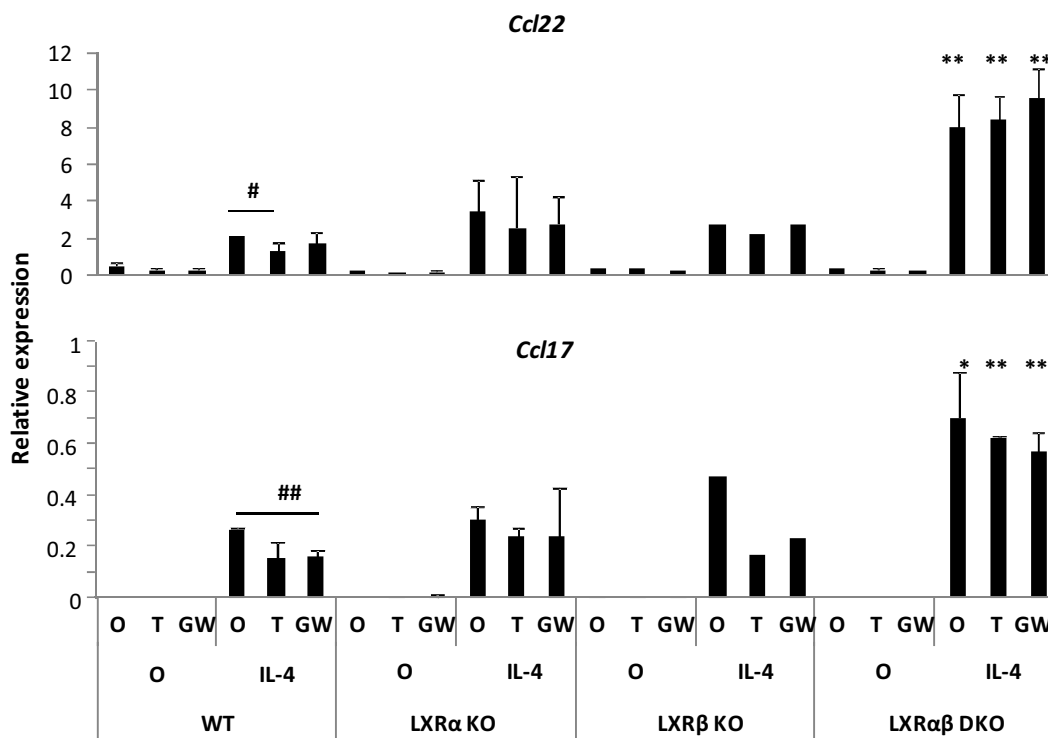 Ccl22
12
** ** **
10
8
6
#
4
2
0
Relative expression
Ccl17
1
* ** **
0.8
0.6
##
0.4
0.2
0
O T GW O T GW O T GW O T GW O T GW O T GW O T GW O T GW
O IL-4 O IL-4 O IL-4 O IL-4
WT LXRα KO LXRβ KO LXRαβ DKO